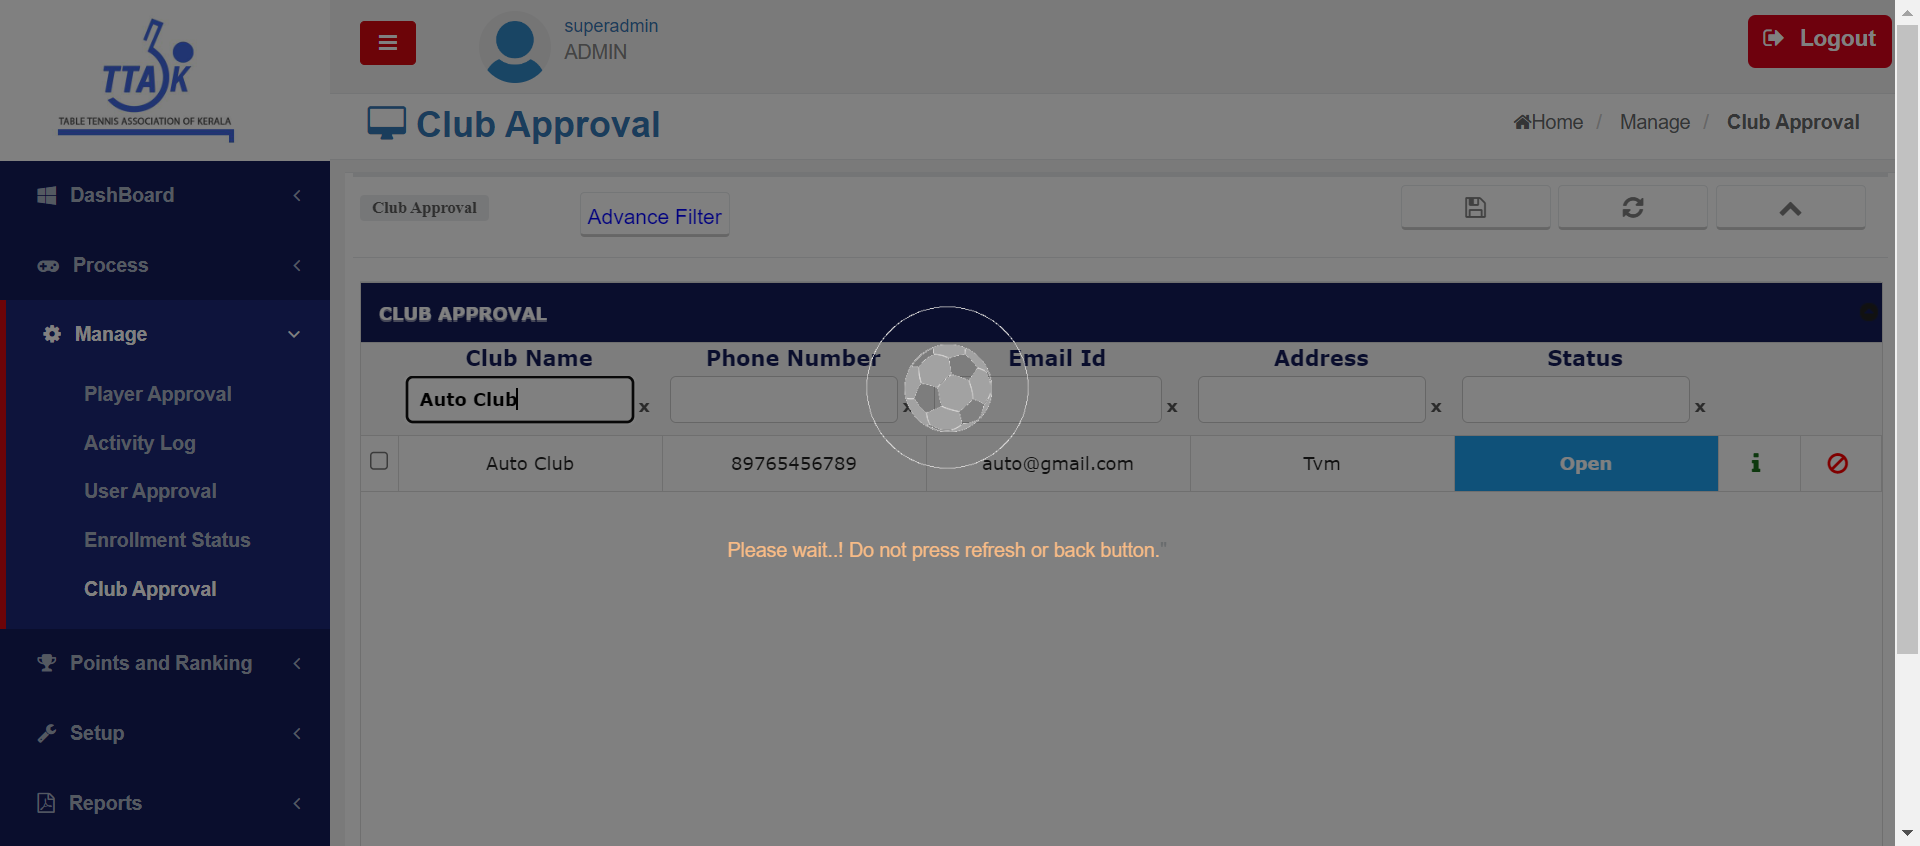 TTAK
TABLE TENNIS ASSOCIATION OF KERALA
superadmin
ADMIN
Logout
Club Approval
Home / Manage / Club Approval
DashBoard
Process
Manage
Player Approval
Activity Log
User Approval
Enrollment Status
Club Approval
Points and Ranking
Setup
Reports
Club Approval
Advance Filter
CLUB APPROVAL
Club Name Phone Number Email Id Address Status
Auto Club x x x x x
Auto Club 89765456789 auto@gmail.com Tvm Open
Please wait..! Do not press refresh or back button."